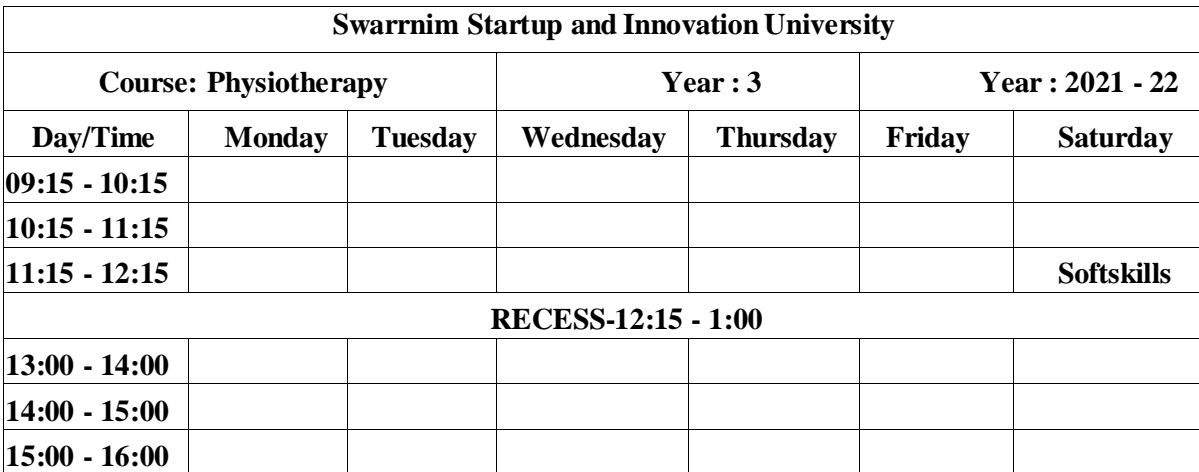 Swarrnim Startup and Innovation University
Course: Physiotherapy Year : 3 Year : 2021 - 22
Day/Time Monday Tuesday Wednesday Thursday Friday Saturday
09:15 - 10:15
10:15 - 11:15
11:15 - 12:15 Softskills
RECESS-12:15 - 1:00
13:00 - 14:00
14:00 - 15:00
15:00 - 16:00